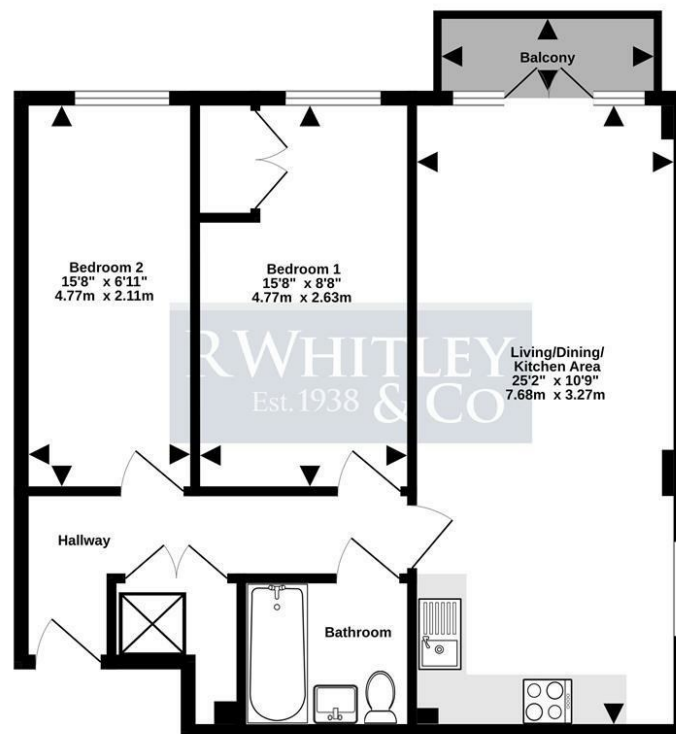 Balcony
Bedroom 2
15'8" x 6'11"
4.77m x 2.11m
Bedroom 1
15'8" x 8'8"
4.77m x 2.63m
Living/Dining/
Kitchen Area
25'2" x 10'9"
7.68m x 3.27m
RWHITLEY
Est. 1938 & CO
Hallway
Bathroom